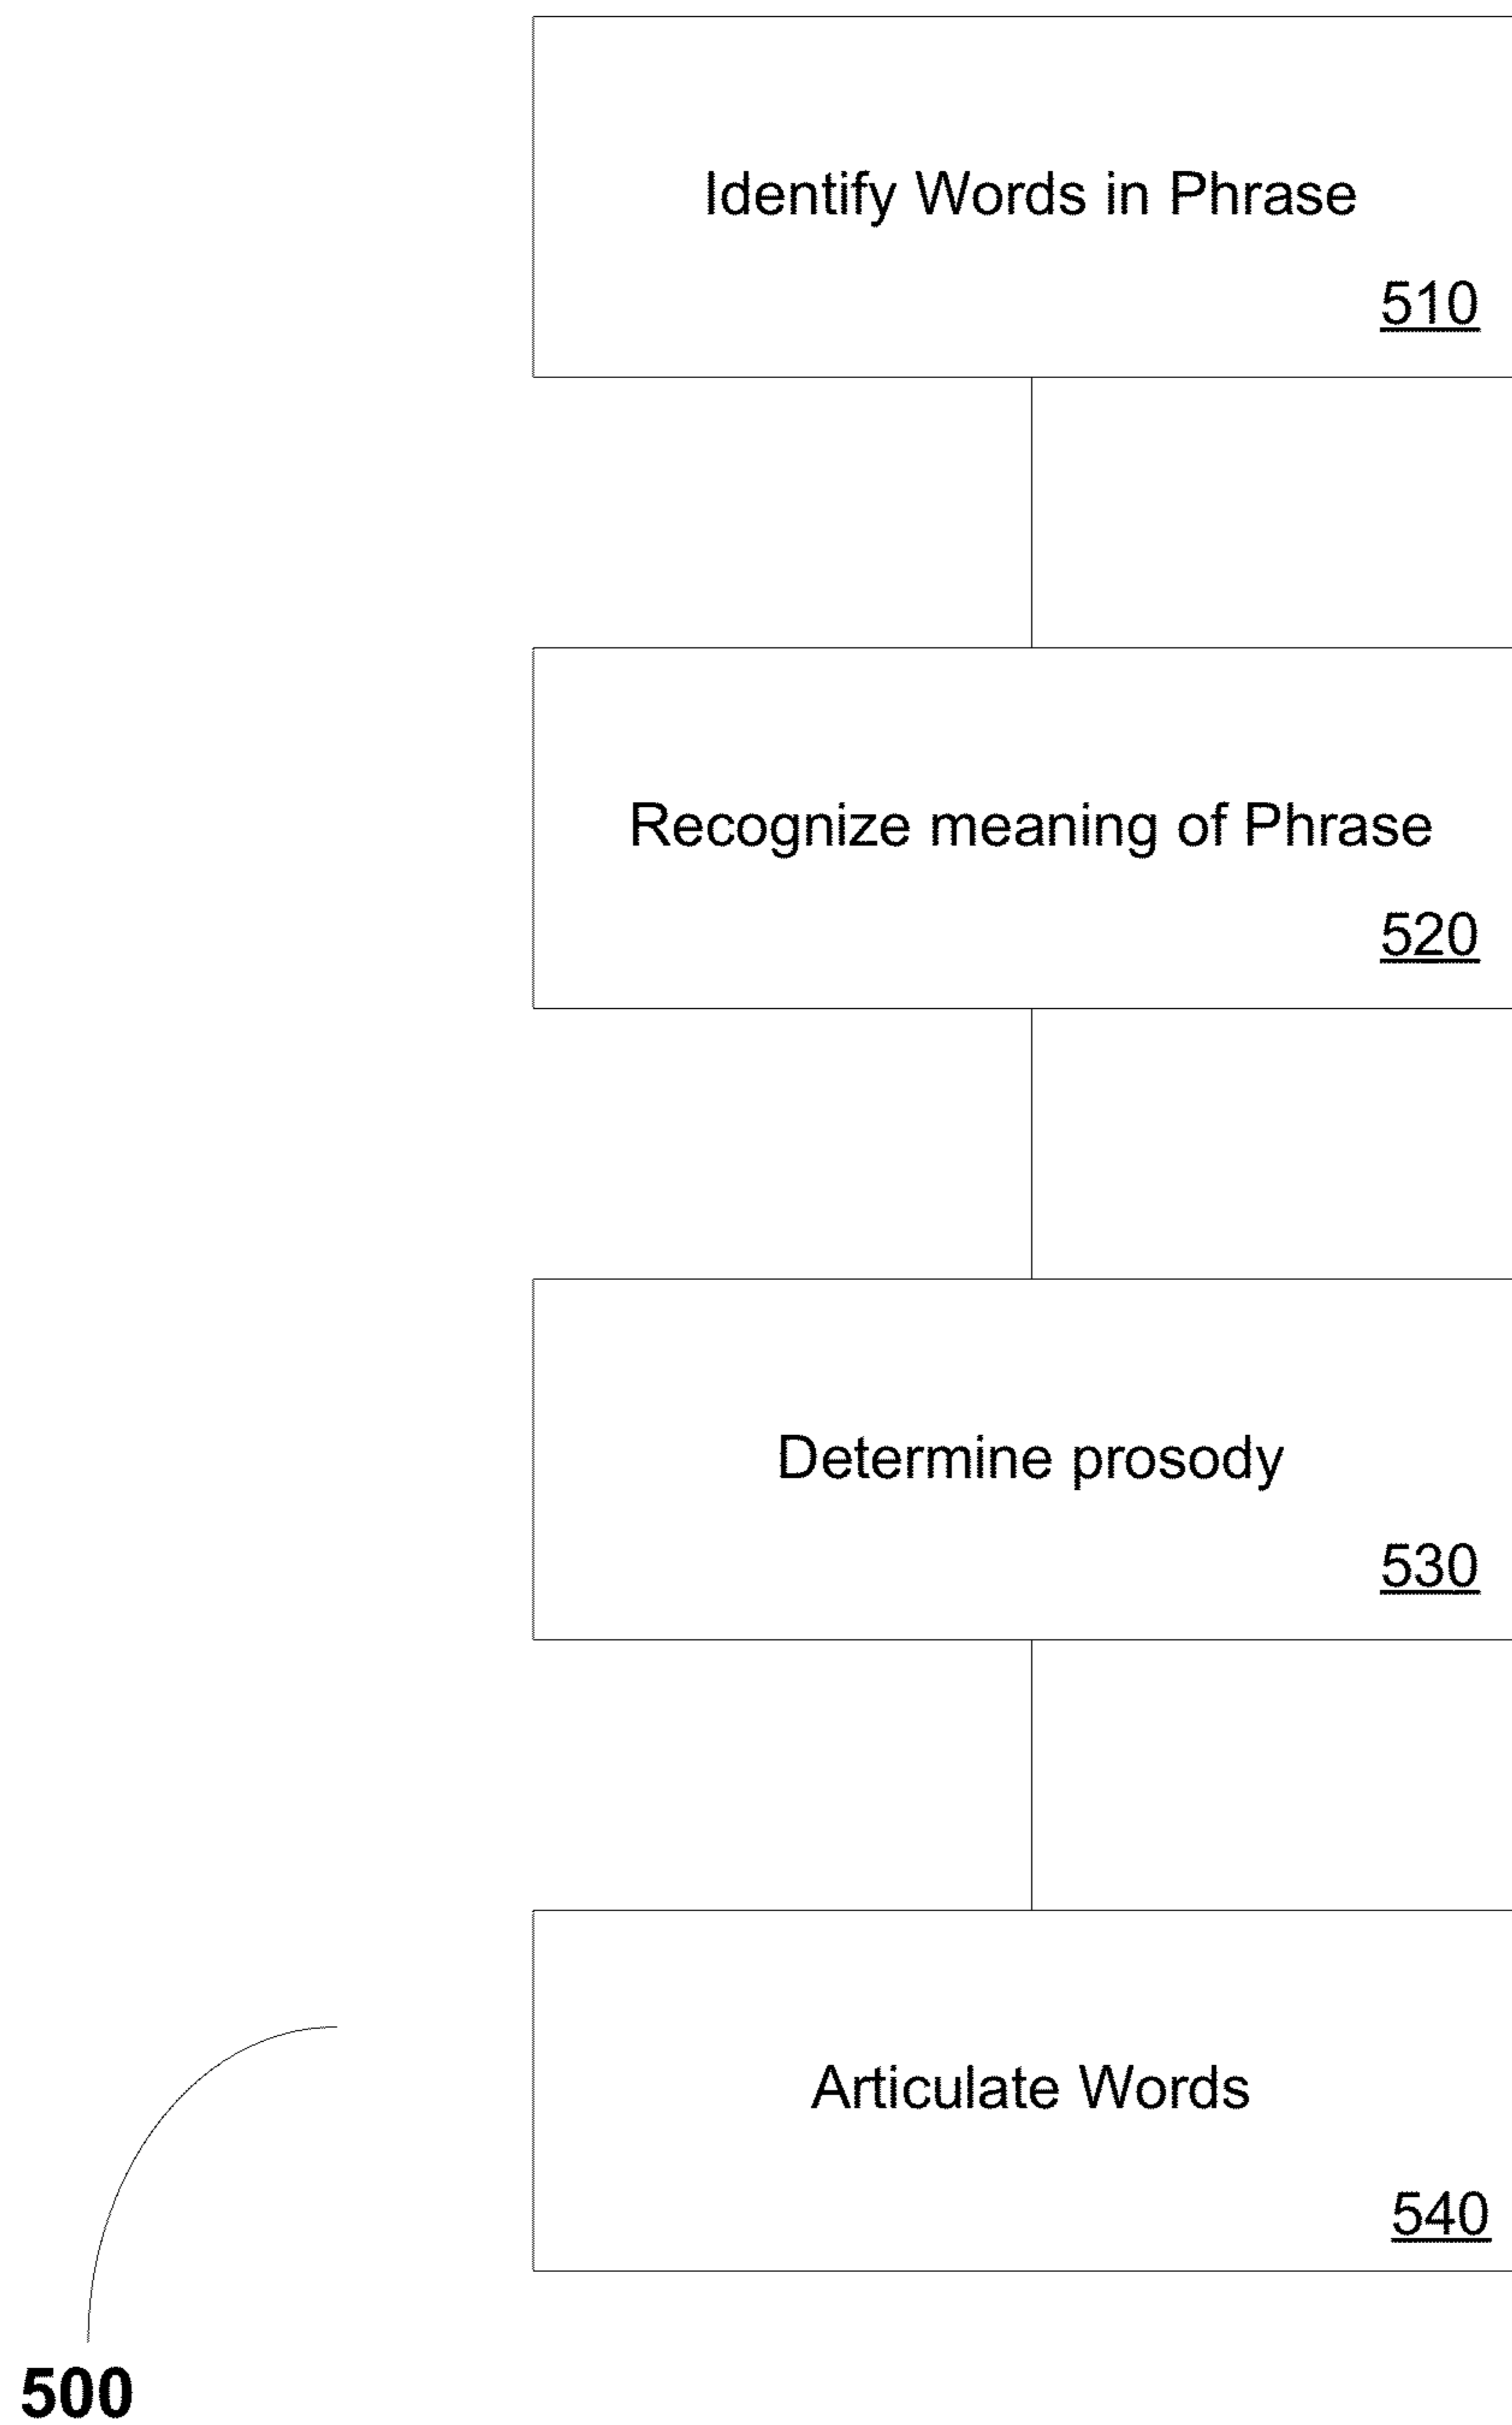 Identify Words in Phrase
510
Recognize meaning of Phrase
520
Determine prosody
530
Articulate Words
540
500